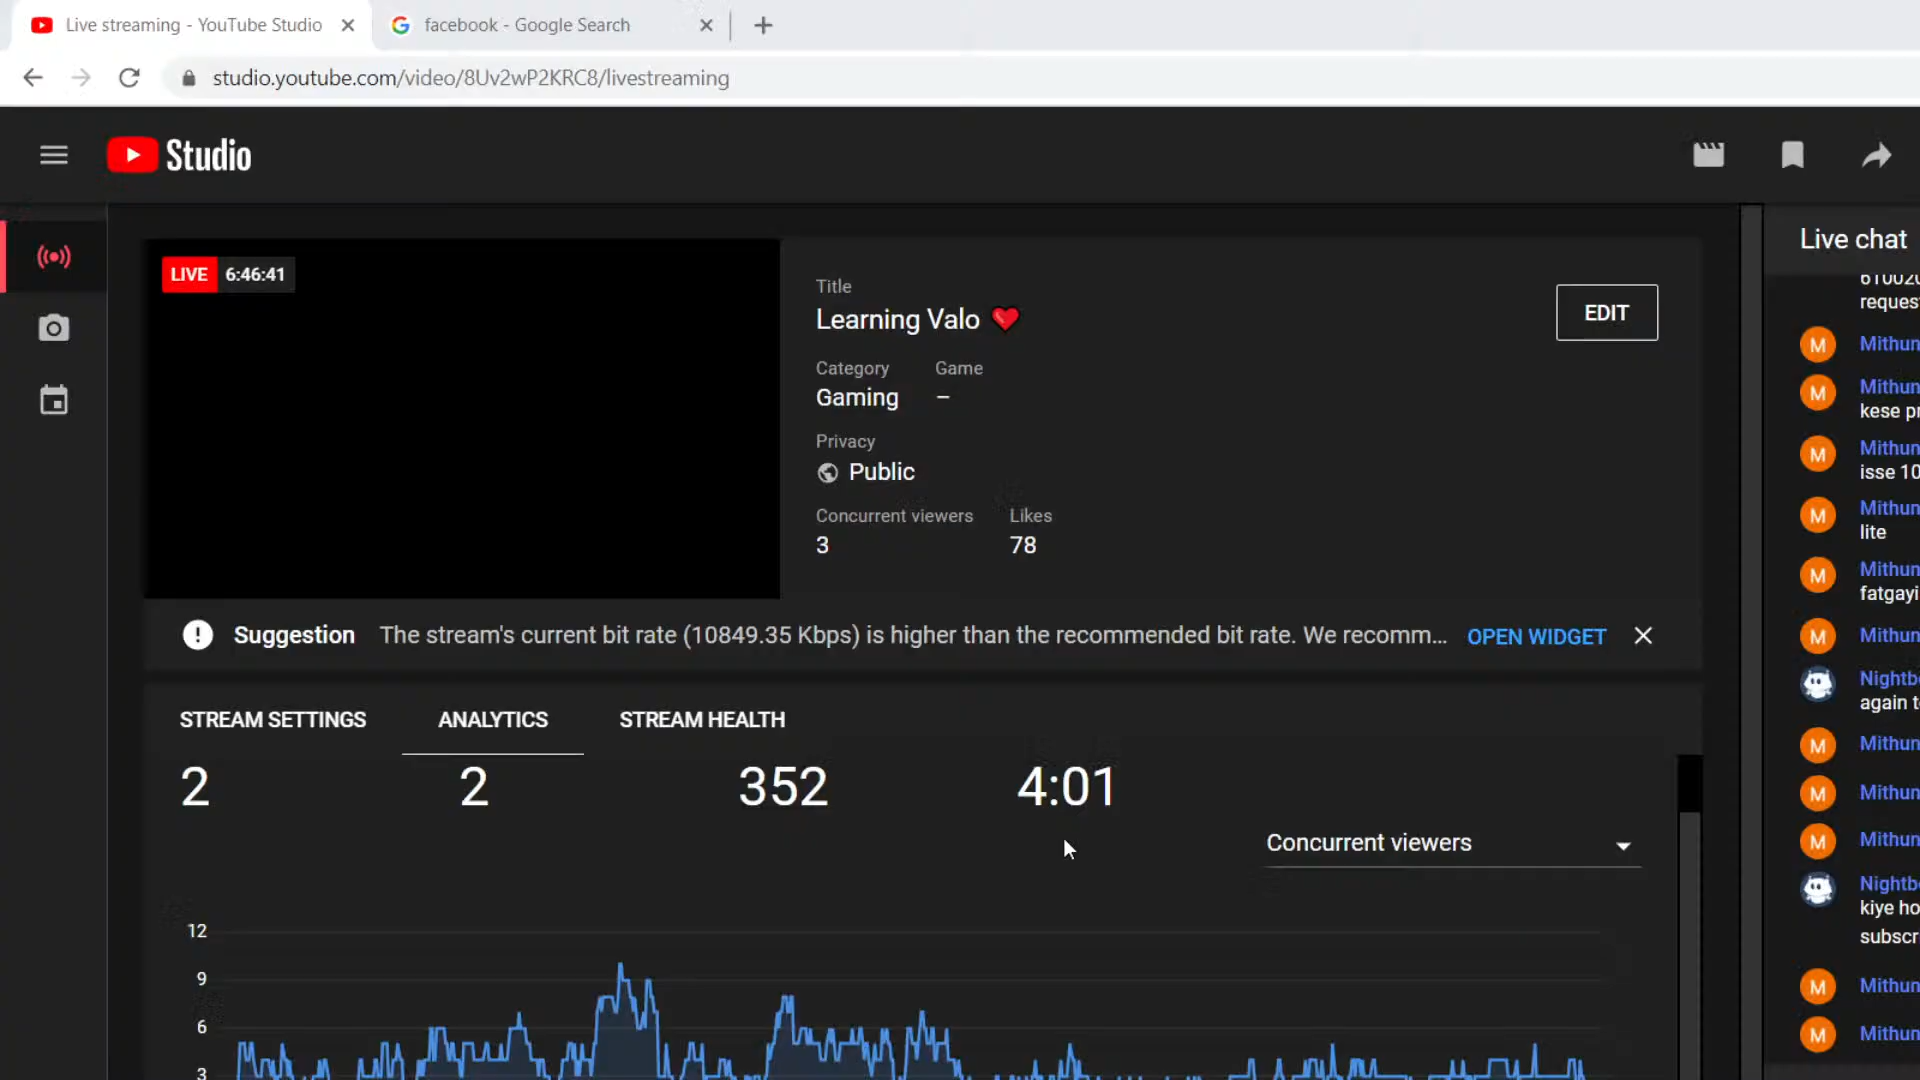 Live streaming - YouTube Studio
facebook - Google Search
studio.youtube.com/video/8Uv2wP2KRC8/livestreaming
Studio
LIVE 6:46:41
Title
Learning Valo ❤️
EDIT
Category Game
Gaming –
Privacy
Public
Concurrent viewers Likes
3 78
Suggestion The stream's current bit rate (10849.35 Kbps) is higher than the recommended bit rate. We recomm... OPEN WIDGET
STREAM SETTINGS ANALYTICS STREAM HEALTH
2 2 352 4:01
Concurrent viewers
12
9
6
3
Live chat
reques
M Mithun
M Mithun
kese pr
M Mithun
isse 10
M Mithun
lite
M Mithun
fatgayi
M Mithun
Nightb
again t
M Mithun
M Mithun
M Mithun
Nightb
kiye ho
subscr
M Mithun
M Mithun